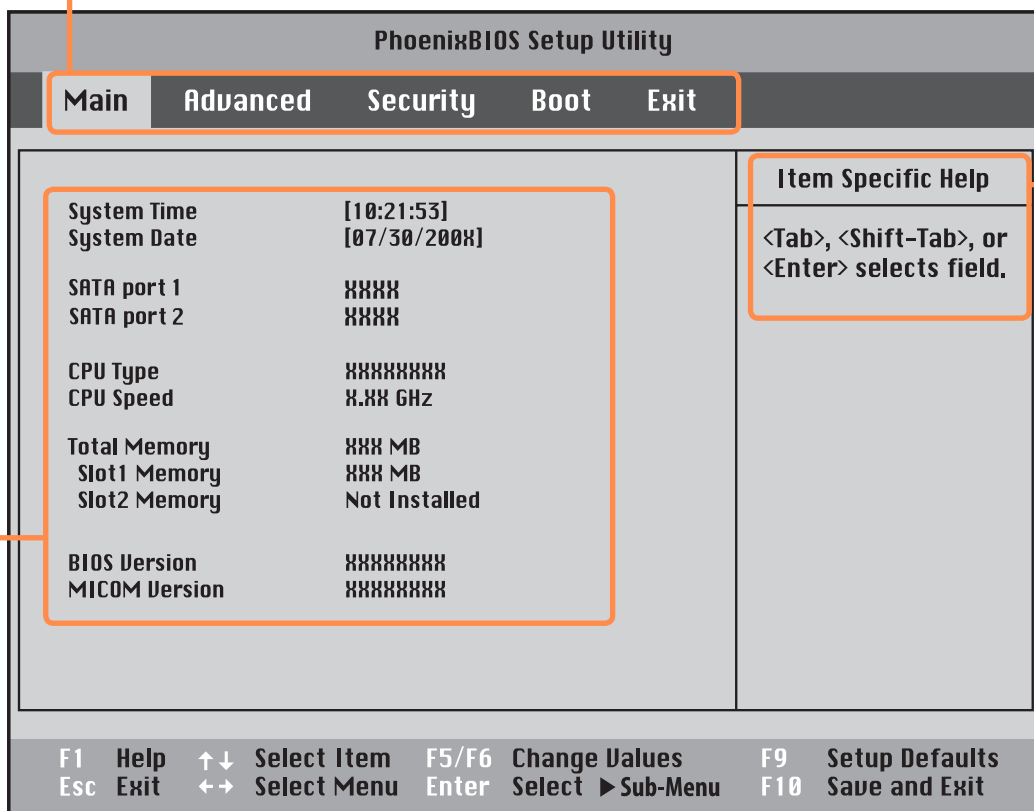 PhoenixBIOS Setup Utility
Main Advanced Security Boot Exit
System Time [10:21:53]
System Date [07/30/200X]
SATA port 1 XXXX
SATA port 2 XXXX
CPU Type XXXXXXXX
CPU Speed X.XX GHz
Total Memory XXX MB
Slot1 Memory XXX MB
Slot2 Memory Not Installed
BIOS Version XXXXXXXX
MICOM Version XXXXXXXX
Item Specific Help
<Tab>, <Shift-Tab>, or
<Enter> selects field.
F1 Help ↑↓ Select Item F5/F6 Change Values F9 Setup Defaults
Esc Exit ←→ Select Menu Enter Select ▶ Sub-Menu F10 Save and Exit